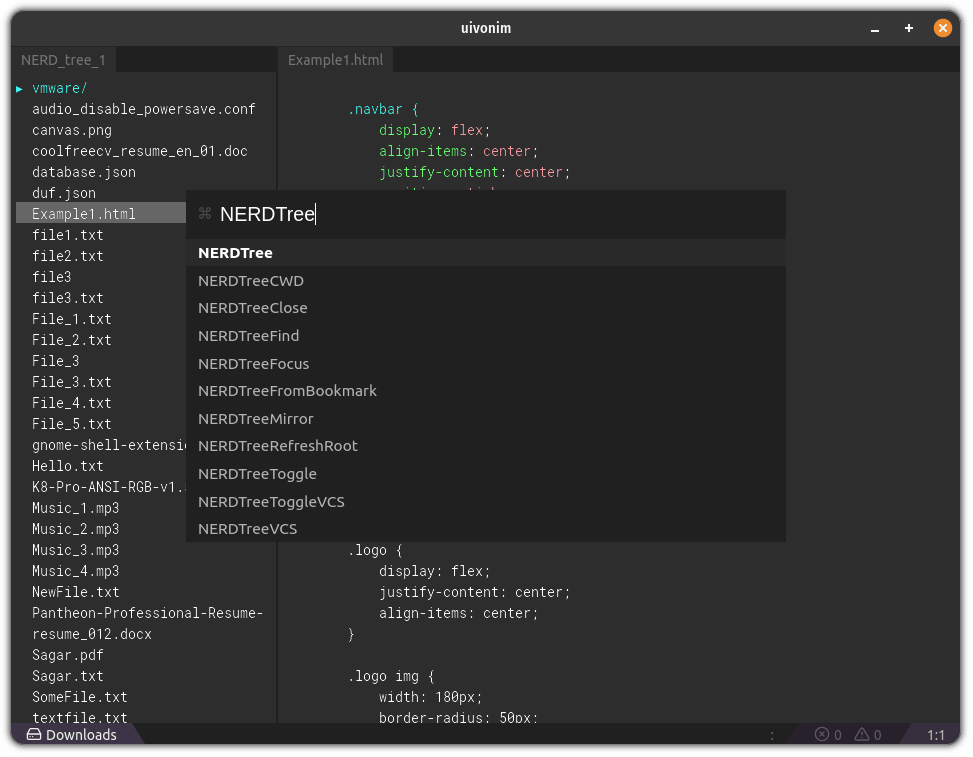 uivonim
NERD_tree_1
Example1.html
▸ vmware/
audio_disable_powersave.conf
canvas.png
coolfreecv_resume_en_01.doc
database.json
duf.json
Example1.html
file1.txt
file2.txt
file3
file3.txt
File_1.txt
File_2.txt
File_3
File_3.txt
File_4.txt
File_5.txt
gnome-shell-extensio
Hello.txt
K8-Pro-ANSI-RGB-v1.
Music_1.mp3
Music_2.mp3
Music_3.mp3
Music_4.mp3
NewFile.txt
Pantheon-Professional-Resume-
resume_012.docx
Sagar.pdf
Sagar.txt
SomeFile.txt
textfile.txt
.navbar {
display: flex;
align-items: center;
justify-content: center;
⌘ NERDTree
NERDTree
NERDTreeCWD
NERDTreeClose
NERDTreeFind
NERDTreeFocus
NERDTreeFromBookmark
NERDTreeMirror
NERDTreeRefreshRoot
NERDTreeToggle
NERDTreeToggleVCS
NERDTreeVCS
.logo {
display: flex;
justify-content: center;
align-items: center;
}
.logo img {
width: 180px;
border-radius: 50px;
Downloads
: 0 0 1:1